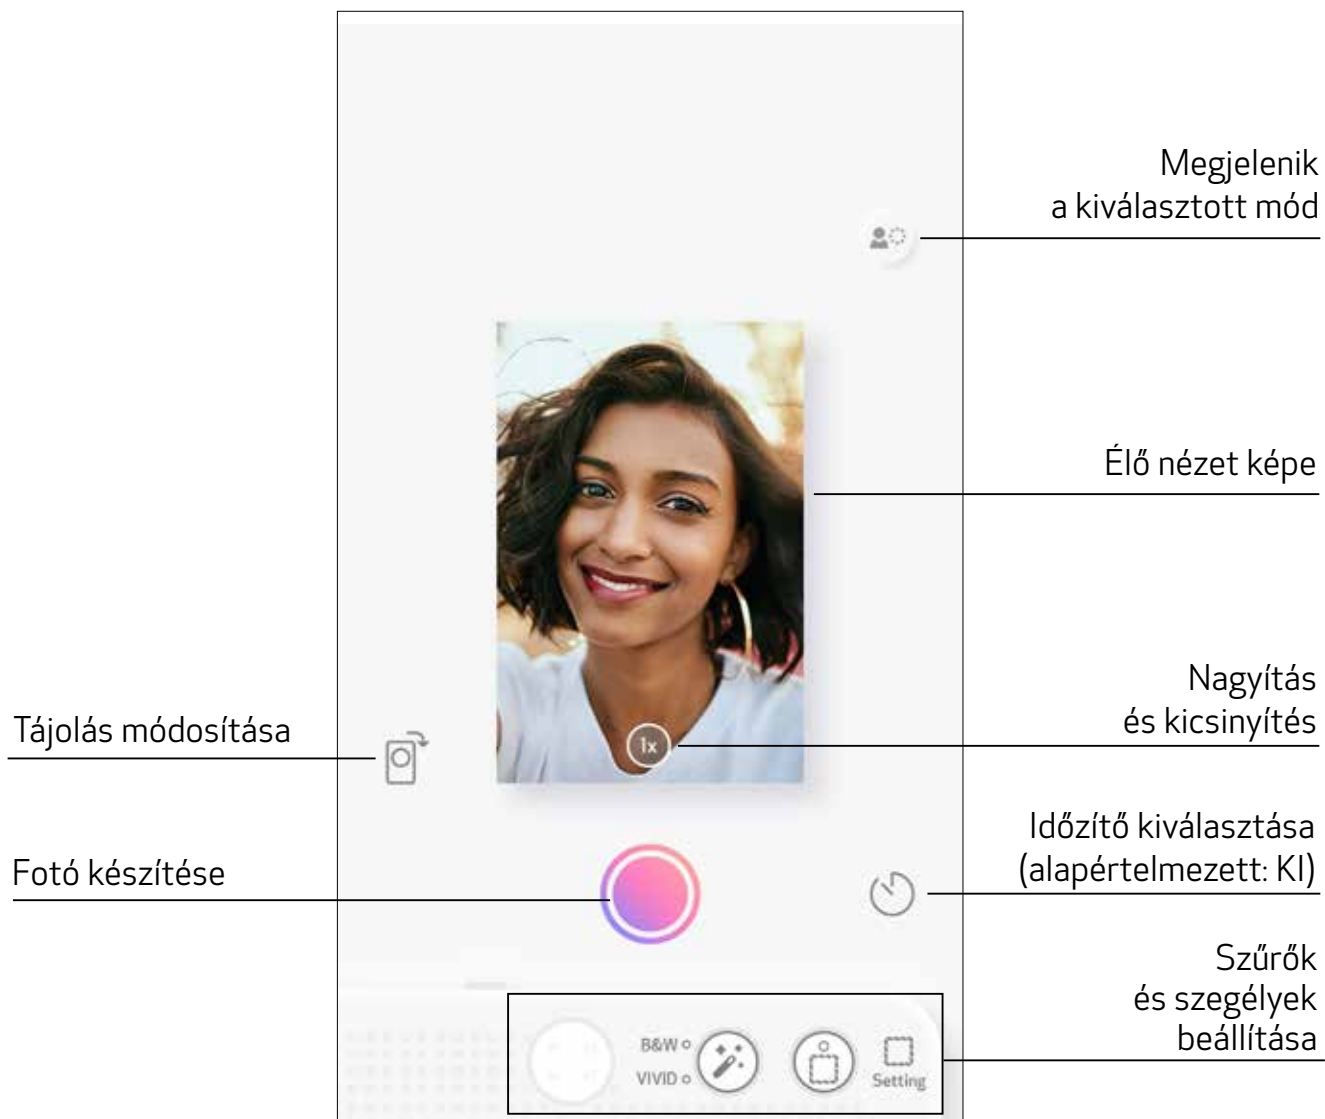 Megjelenik
a kiválasztott mód
Élő nézet képe
Nagyítás
és kicsinyítés
1x
Tájolás módosítása
Időzítő kiválasztása
(alapértelmezett: KI)
Fotó készítése
Szűrők
és szegélyek
beállítása
B&W
VIVID
Setting